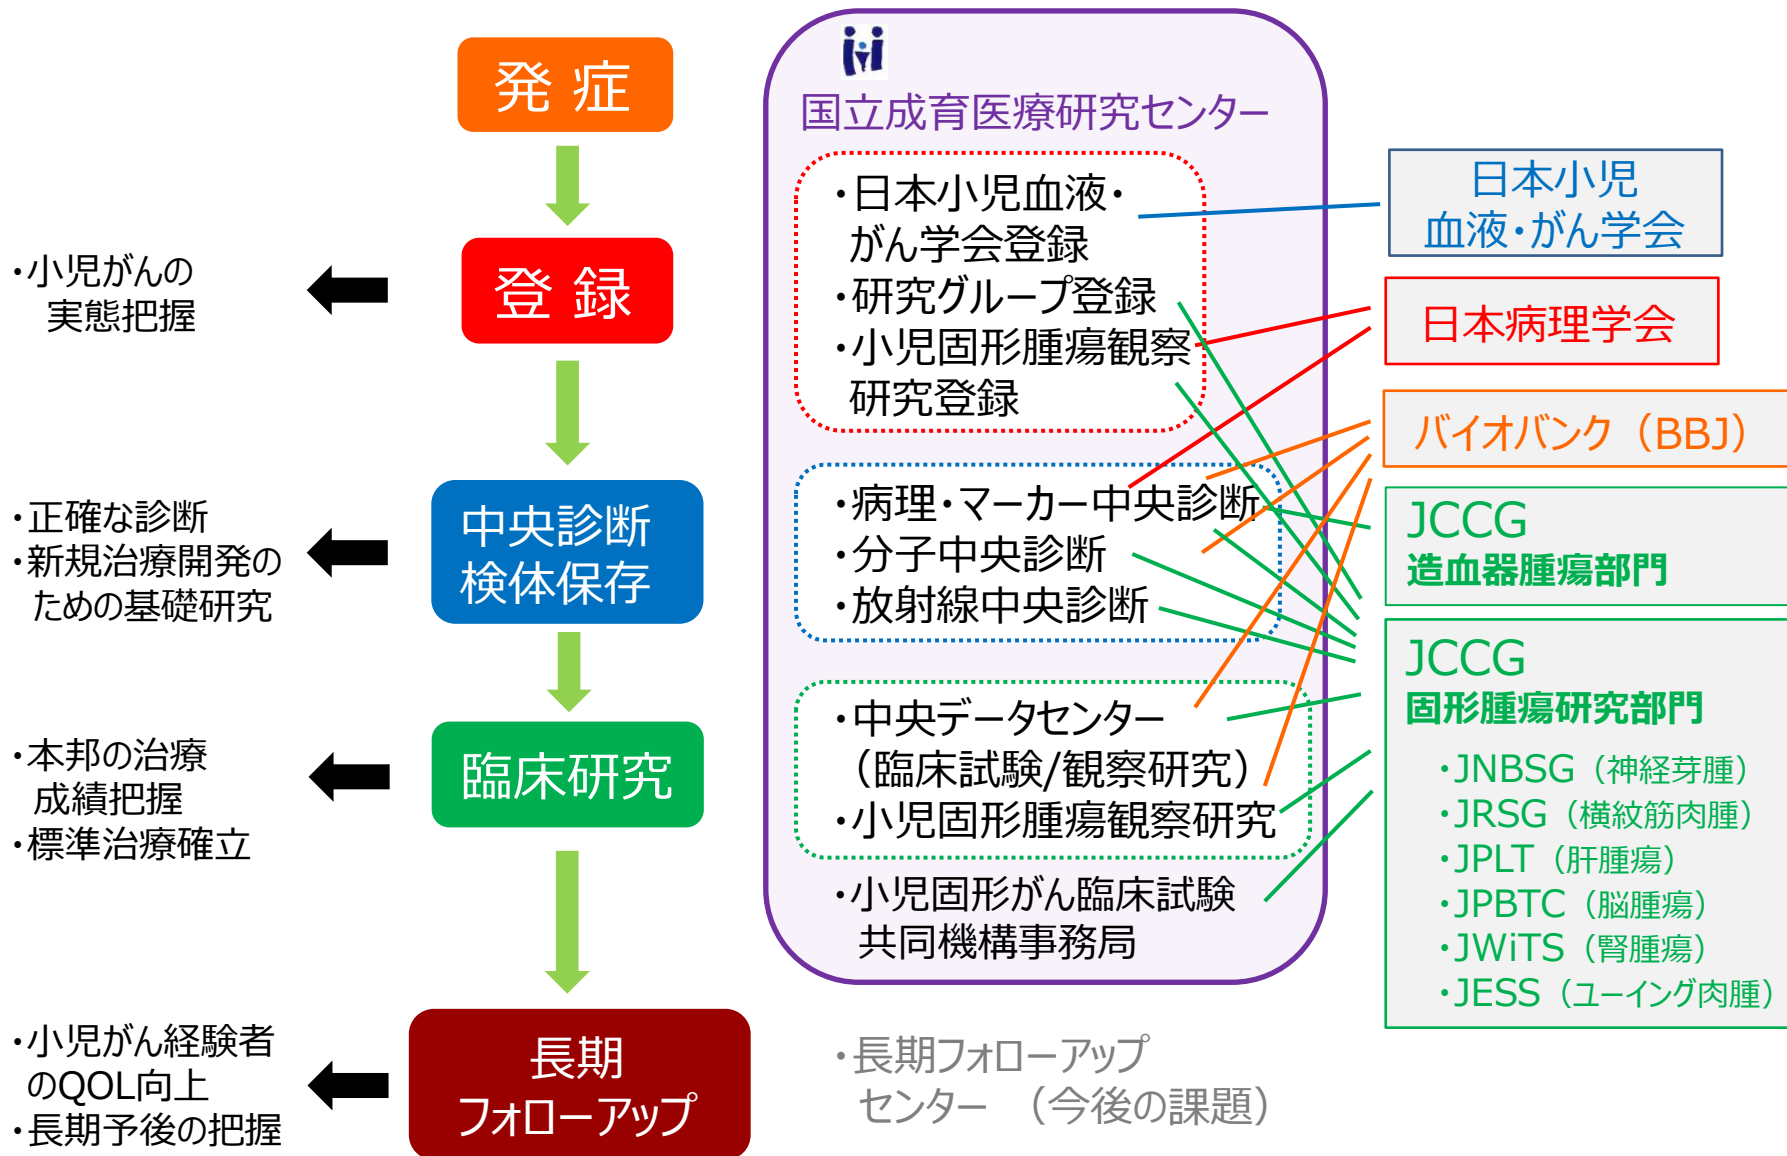 発 症
登 録
・小児がんの
実態把握
中央診断
検体保存
・正確な診断
・新規治療開発の
ための基礎研究
臨床研究
・本邦の治療
成績把握
・標準治療確立
長期
フォローアップ
・小児がん経験者
のQOL向上
・長期予後の把握
国立成育医療研究センター
・日本小児血液・
がん学会登録
・研究グループ登録
・小児固形腫瘍観察
研究登録
・病理・マーカー中央診断
・分子中央診断
・放射線中央診断
・中央データセンター
（臨床試験/観察研究）
・小児固形腫瘍観察研究
・小児固形がん臨床試験
共同機構事務局
・長期フォローアップ
センター （今後の課題）
日本小児
血液・がん学会
日本病理学会
バイオバンク（BBJ）
JCCG
造血器腫瘍部門
JCCG
固形腫瘍研究部門
・JNBSG（神経芽腫）
・JRSG（横紋筋肉腫）
・JPLT（肝腫瘍）
・JPBTC（脳腫瘍）
・JWiTS（腎腫瘍）
・JESS（ユーイング肉腫）